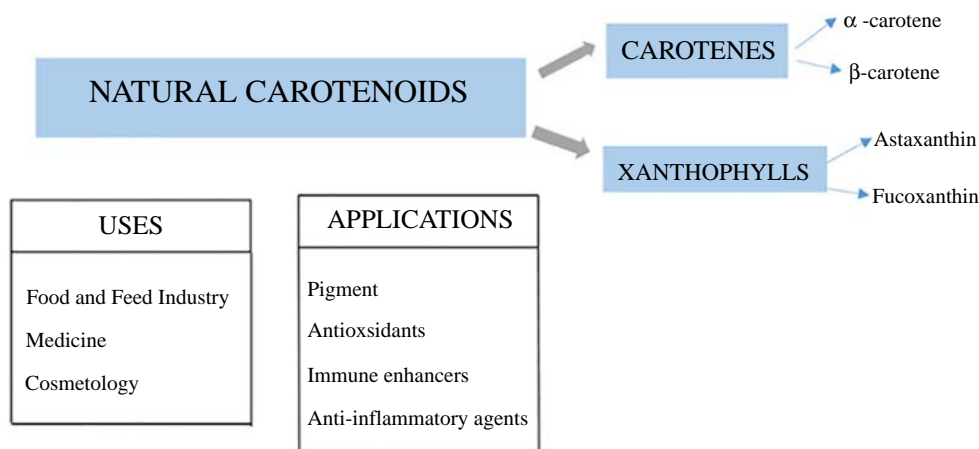 NATURAL CAROTENOIDS
CAROTENES
α -carotene
β-carotene
XANTHOPHYLLS
Astaxanthin
Fucoxanthin
USES
Food and Feed Industry
Medicine
Cosmetology
APPLICATIONS
Pigment
Antioxsidants
Immune enhancers
Anti-inflammatory agents